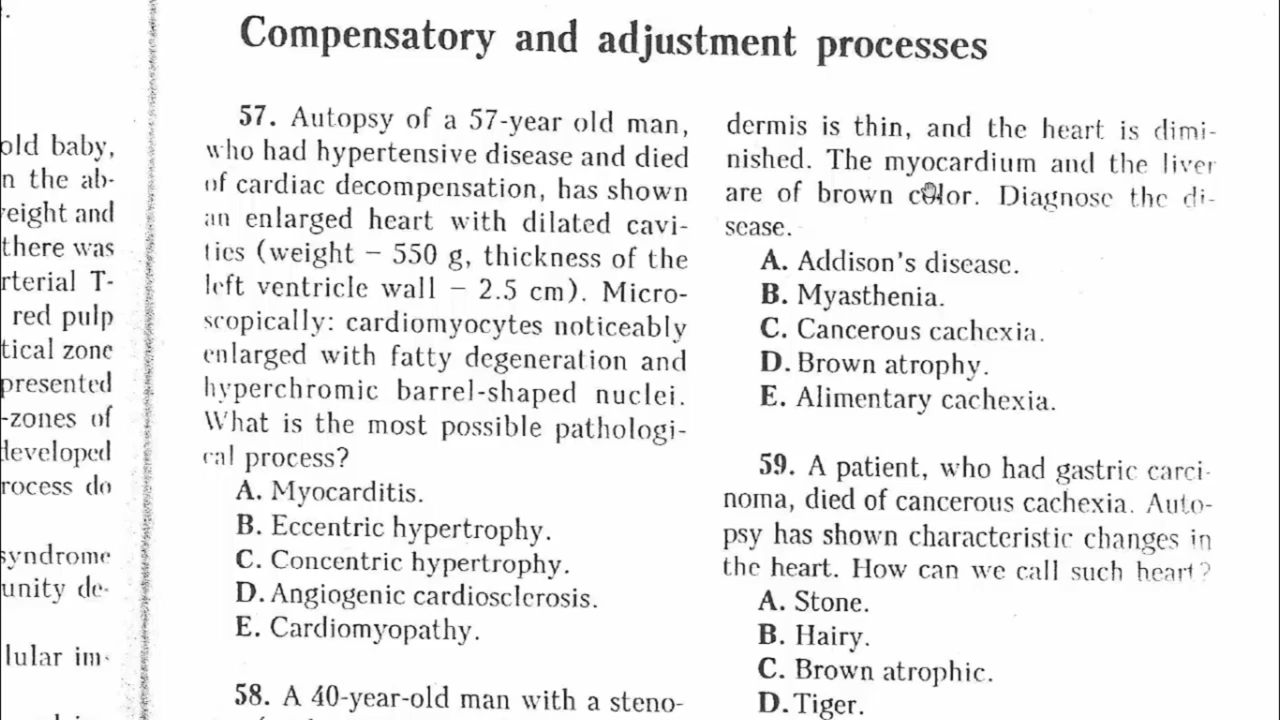 Compensatory and adjustment processes
old baby,
n the ab-
eight and
there was
rterial T-
red pulp
tical zone
presented
-zones of
developed
rocess do
syndrome
unity de-
lular im-
57. Autopsy of a 57-year old man,
who had hypertensive disease and died
of cardiac decompensation, has shown
an enlarged heart with dilated cavi-
ties (weight – 550 g, thickness of the
left ventricle wall – 2.5 cm). Micro-
scopically: cardiomyocytes noticeably
enlarged with fatty degeneration and
hyperchromic barrel-shaped nuclei.
What is the most possible pathologi-
cal process?
A. Myocarditis.
B. Eccentric hypertrophy.
C. Concentric hypertrophy.
D. Angiogenic cardiosclerosis.
E. Cardiomyopathy.
58. A 40-year-old man with a steno-
dermis is thin, and the heart is dimi-
nished. The myocardium and the liver
are of brown color. Diagnose the di-
sease.
A. Addison's disease.
B. Myasthenia.
C. Cancerous cachexia.
D. Brown atrophy.
E. Alimentary cachexia.
59. A patient, who had gastric carci-
noma, died of cancerous cachexia. Auto-
psy has shown characteristic changes in
the heart. How can we call such heart?
A. Stone.
B. Hairy.
C. Brown atrophic.
D. Tiger.